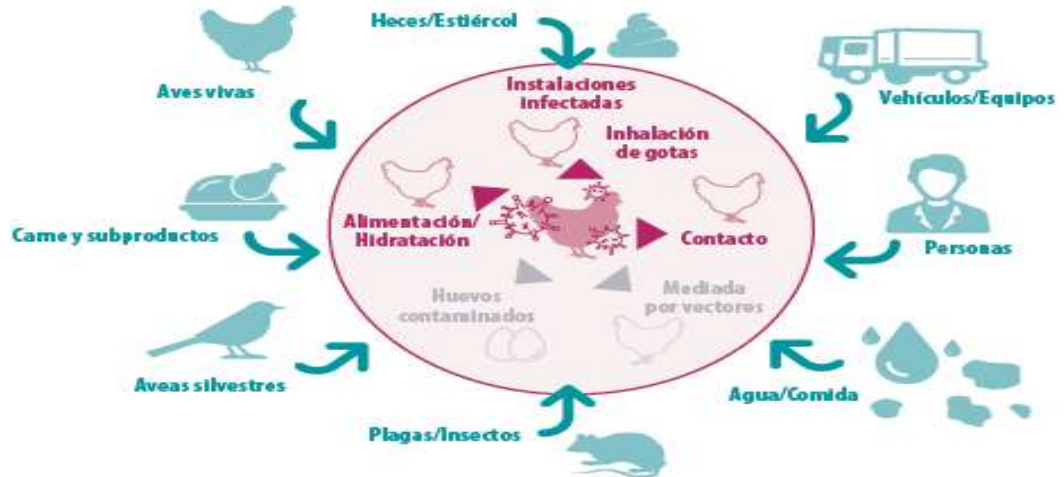 Heces/Estiércol
Aves vivas
Instalaciones
infectadas
Vehículos/Equipos
Inhalación
de gotas
Alimentación/
Hidratación
Contacto
Carne y subproductos
Personas
Huevos
contaminados
Mediada
por vectores
Aveas silvestres
Agua/Comida
Plagas/Insectos